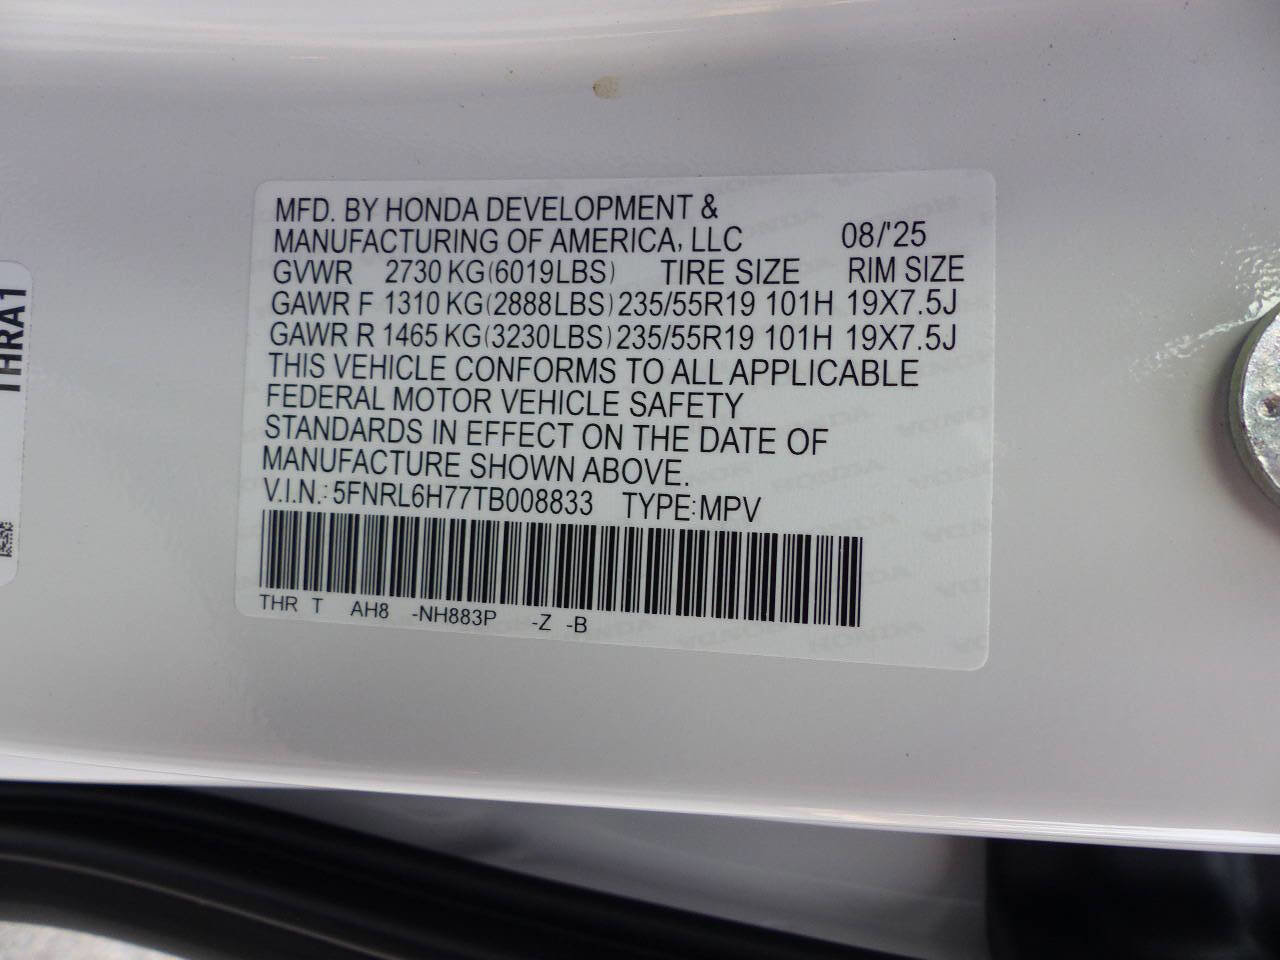 MFD. BY HONDA DEVELOPMENT &
MANUFACTURING OF AMERICA, LLC 08/'25
GVWR 2730 KG(6019LBS) TIRE SIZE RIM SIZE
GAWR F 1310 KG(2888LBS) 235/55R19 101H 19X7.5J
GAWR R 1465 KG(3230LBS) 235/55R19 101H 19X7.5J
THIS VEHICLE CONFORMS TO ALL APPLICABLE
FEDERAL MOTOR VEHICLE SAFETY
STANDARDS IN EFFECT ON THE DATE OF
MANUFACTURE SHOWN ABOVE.
V.I.N.: 5FNRL6H77TB008833 TYPE: MPV
THR T AH8 -NH883P -Z -B
THRA1